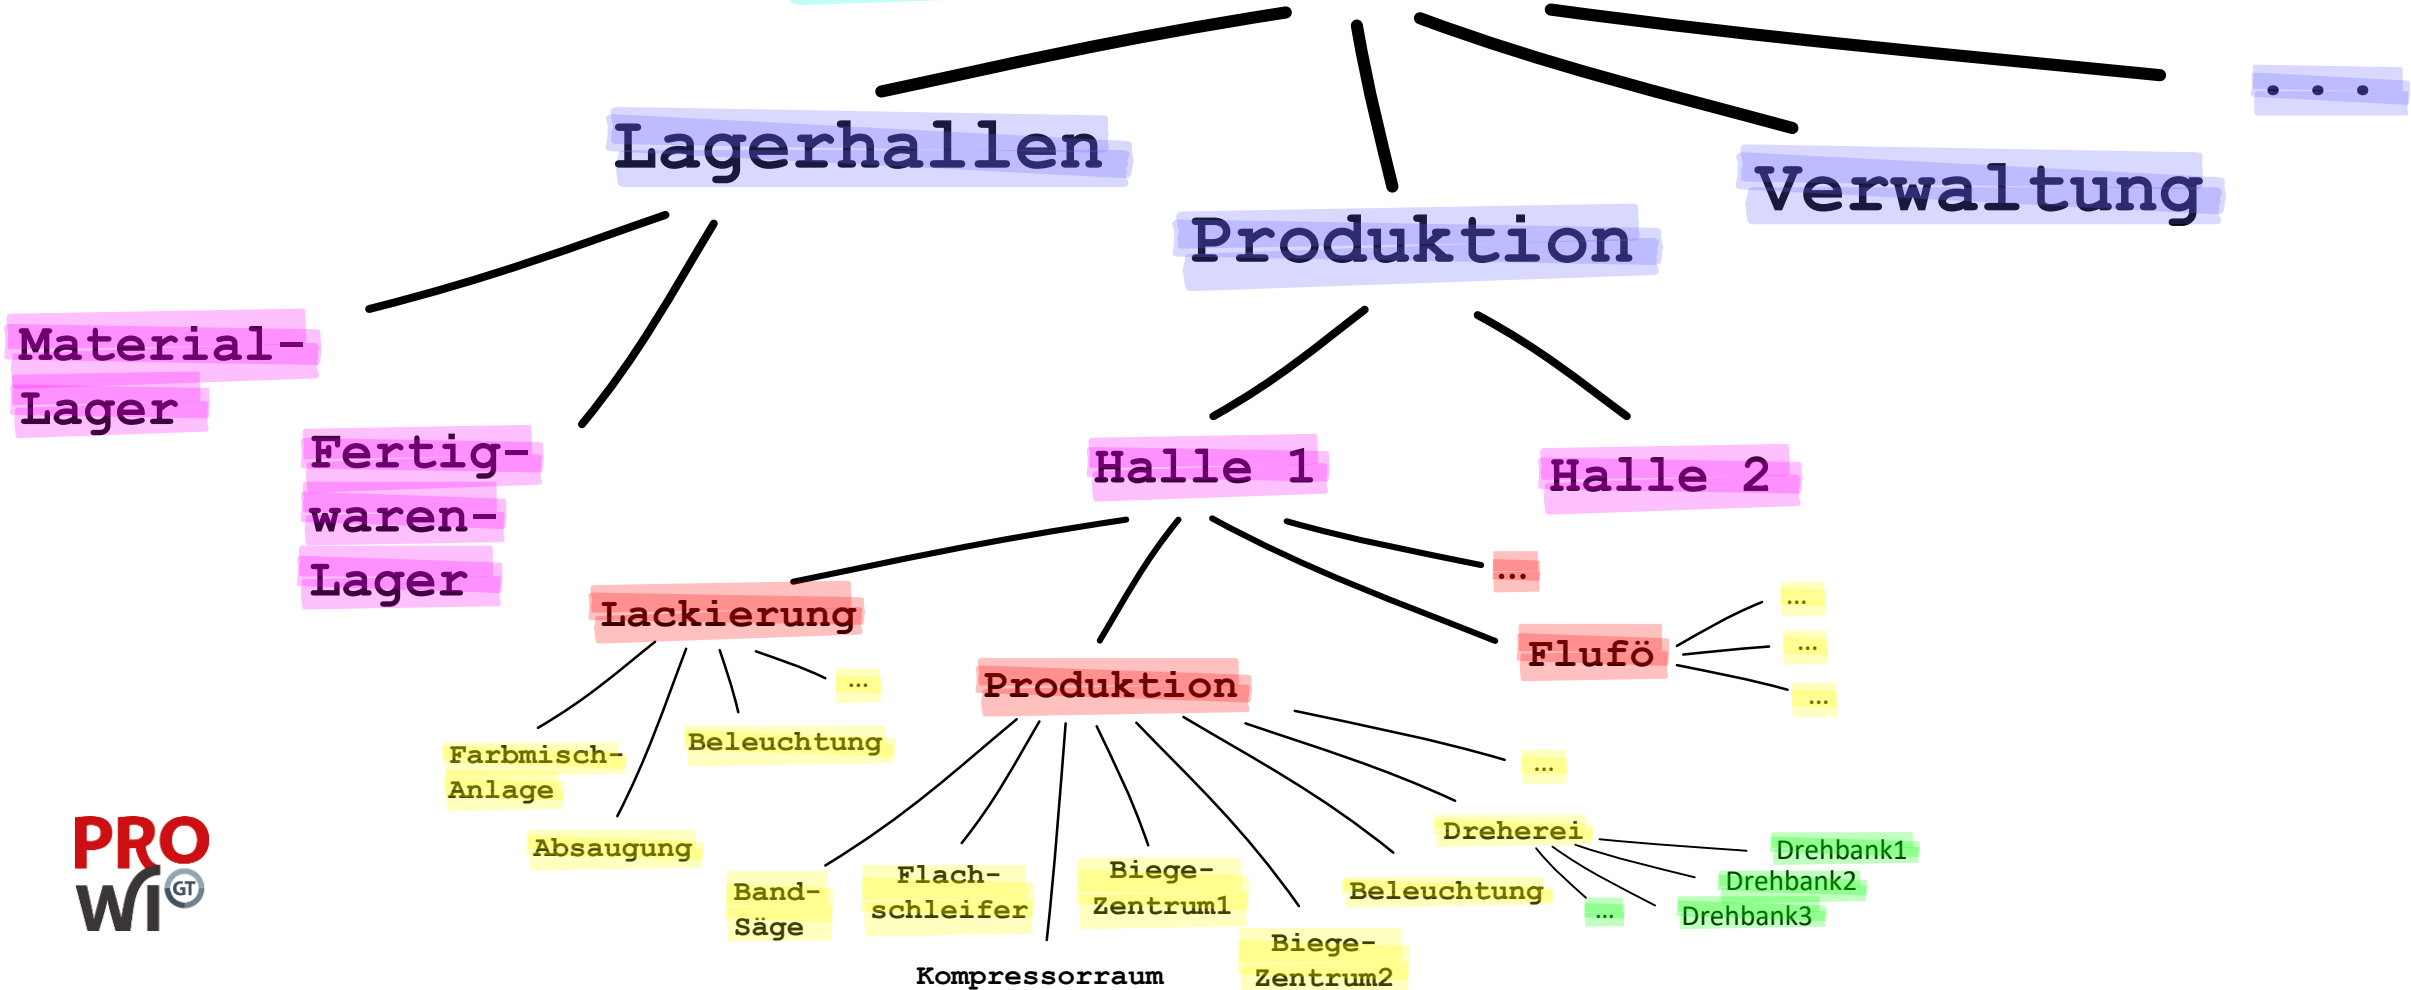 . . .
Lagerhallen
Verwaltung
Produktion
Material-
Lager
Fertig-
waren-
Lager
Halle 1
Halle 2
...
Lackierung
Flufö
...
...
...
Produktion
...
Farbmisch-
Anlage
Beleuchtung
Absaugung
...
Dreherei
Drehbank1
Drehbank2
Drehbank3
...
Band-
Säge
Flach-
schleifer
Biege-
Zentrum1
Beleuchtung
Biege-
Zentrum2
Kompressorraum
PRO
WI GT